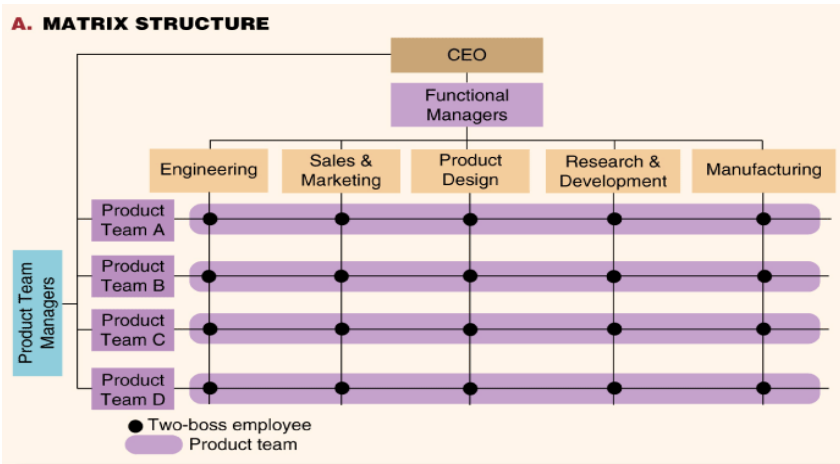 A. MATRIX STRUCTURE
CEO
Functional
Managers
Engineering
Sales &
Marketing
Product
Design
Research &
Development
Manufacturing
Product
Team A
Product
Team B
Product
Team C
Product
Team D
Product Team
Managers
Two-boss employee
Product team